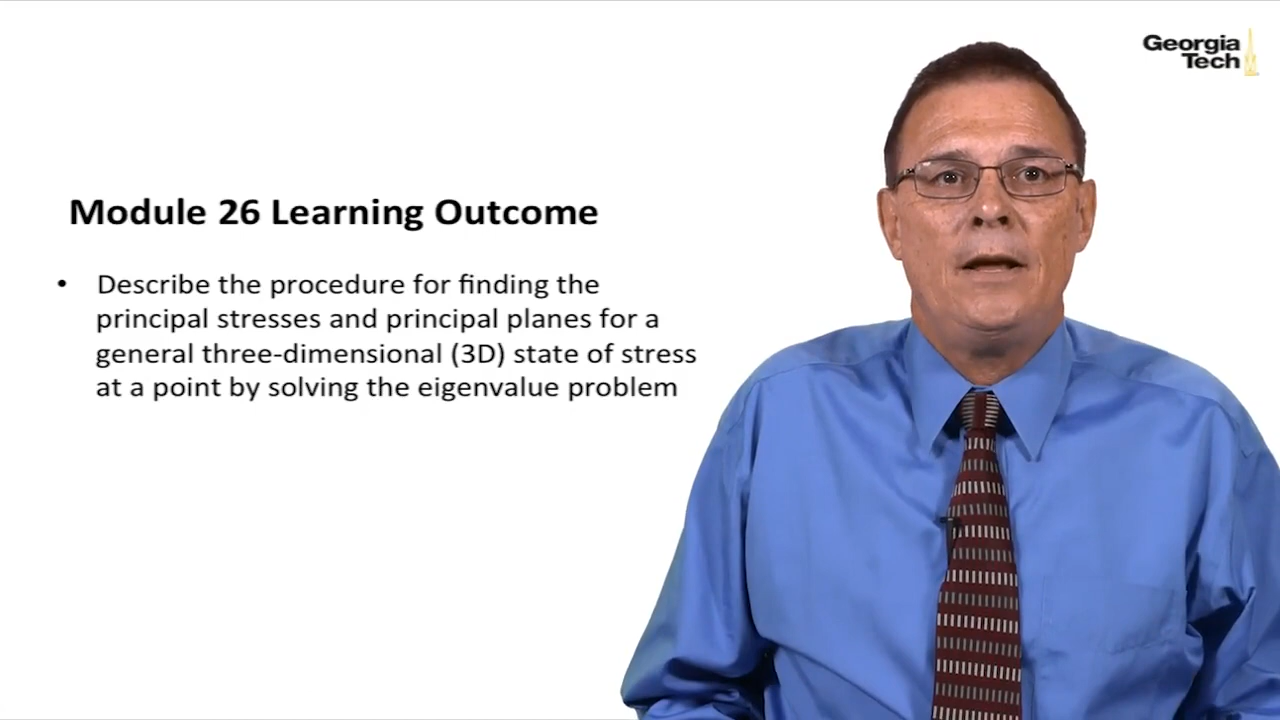 Georgia
Tech
Module 26 Learning Outcome
• Describe the procedure for finding the
principal stresses and principal planes for a
general three-dimensional (3D) state of stress
at a point by solving the eigenvalue problem